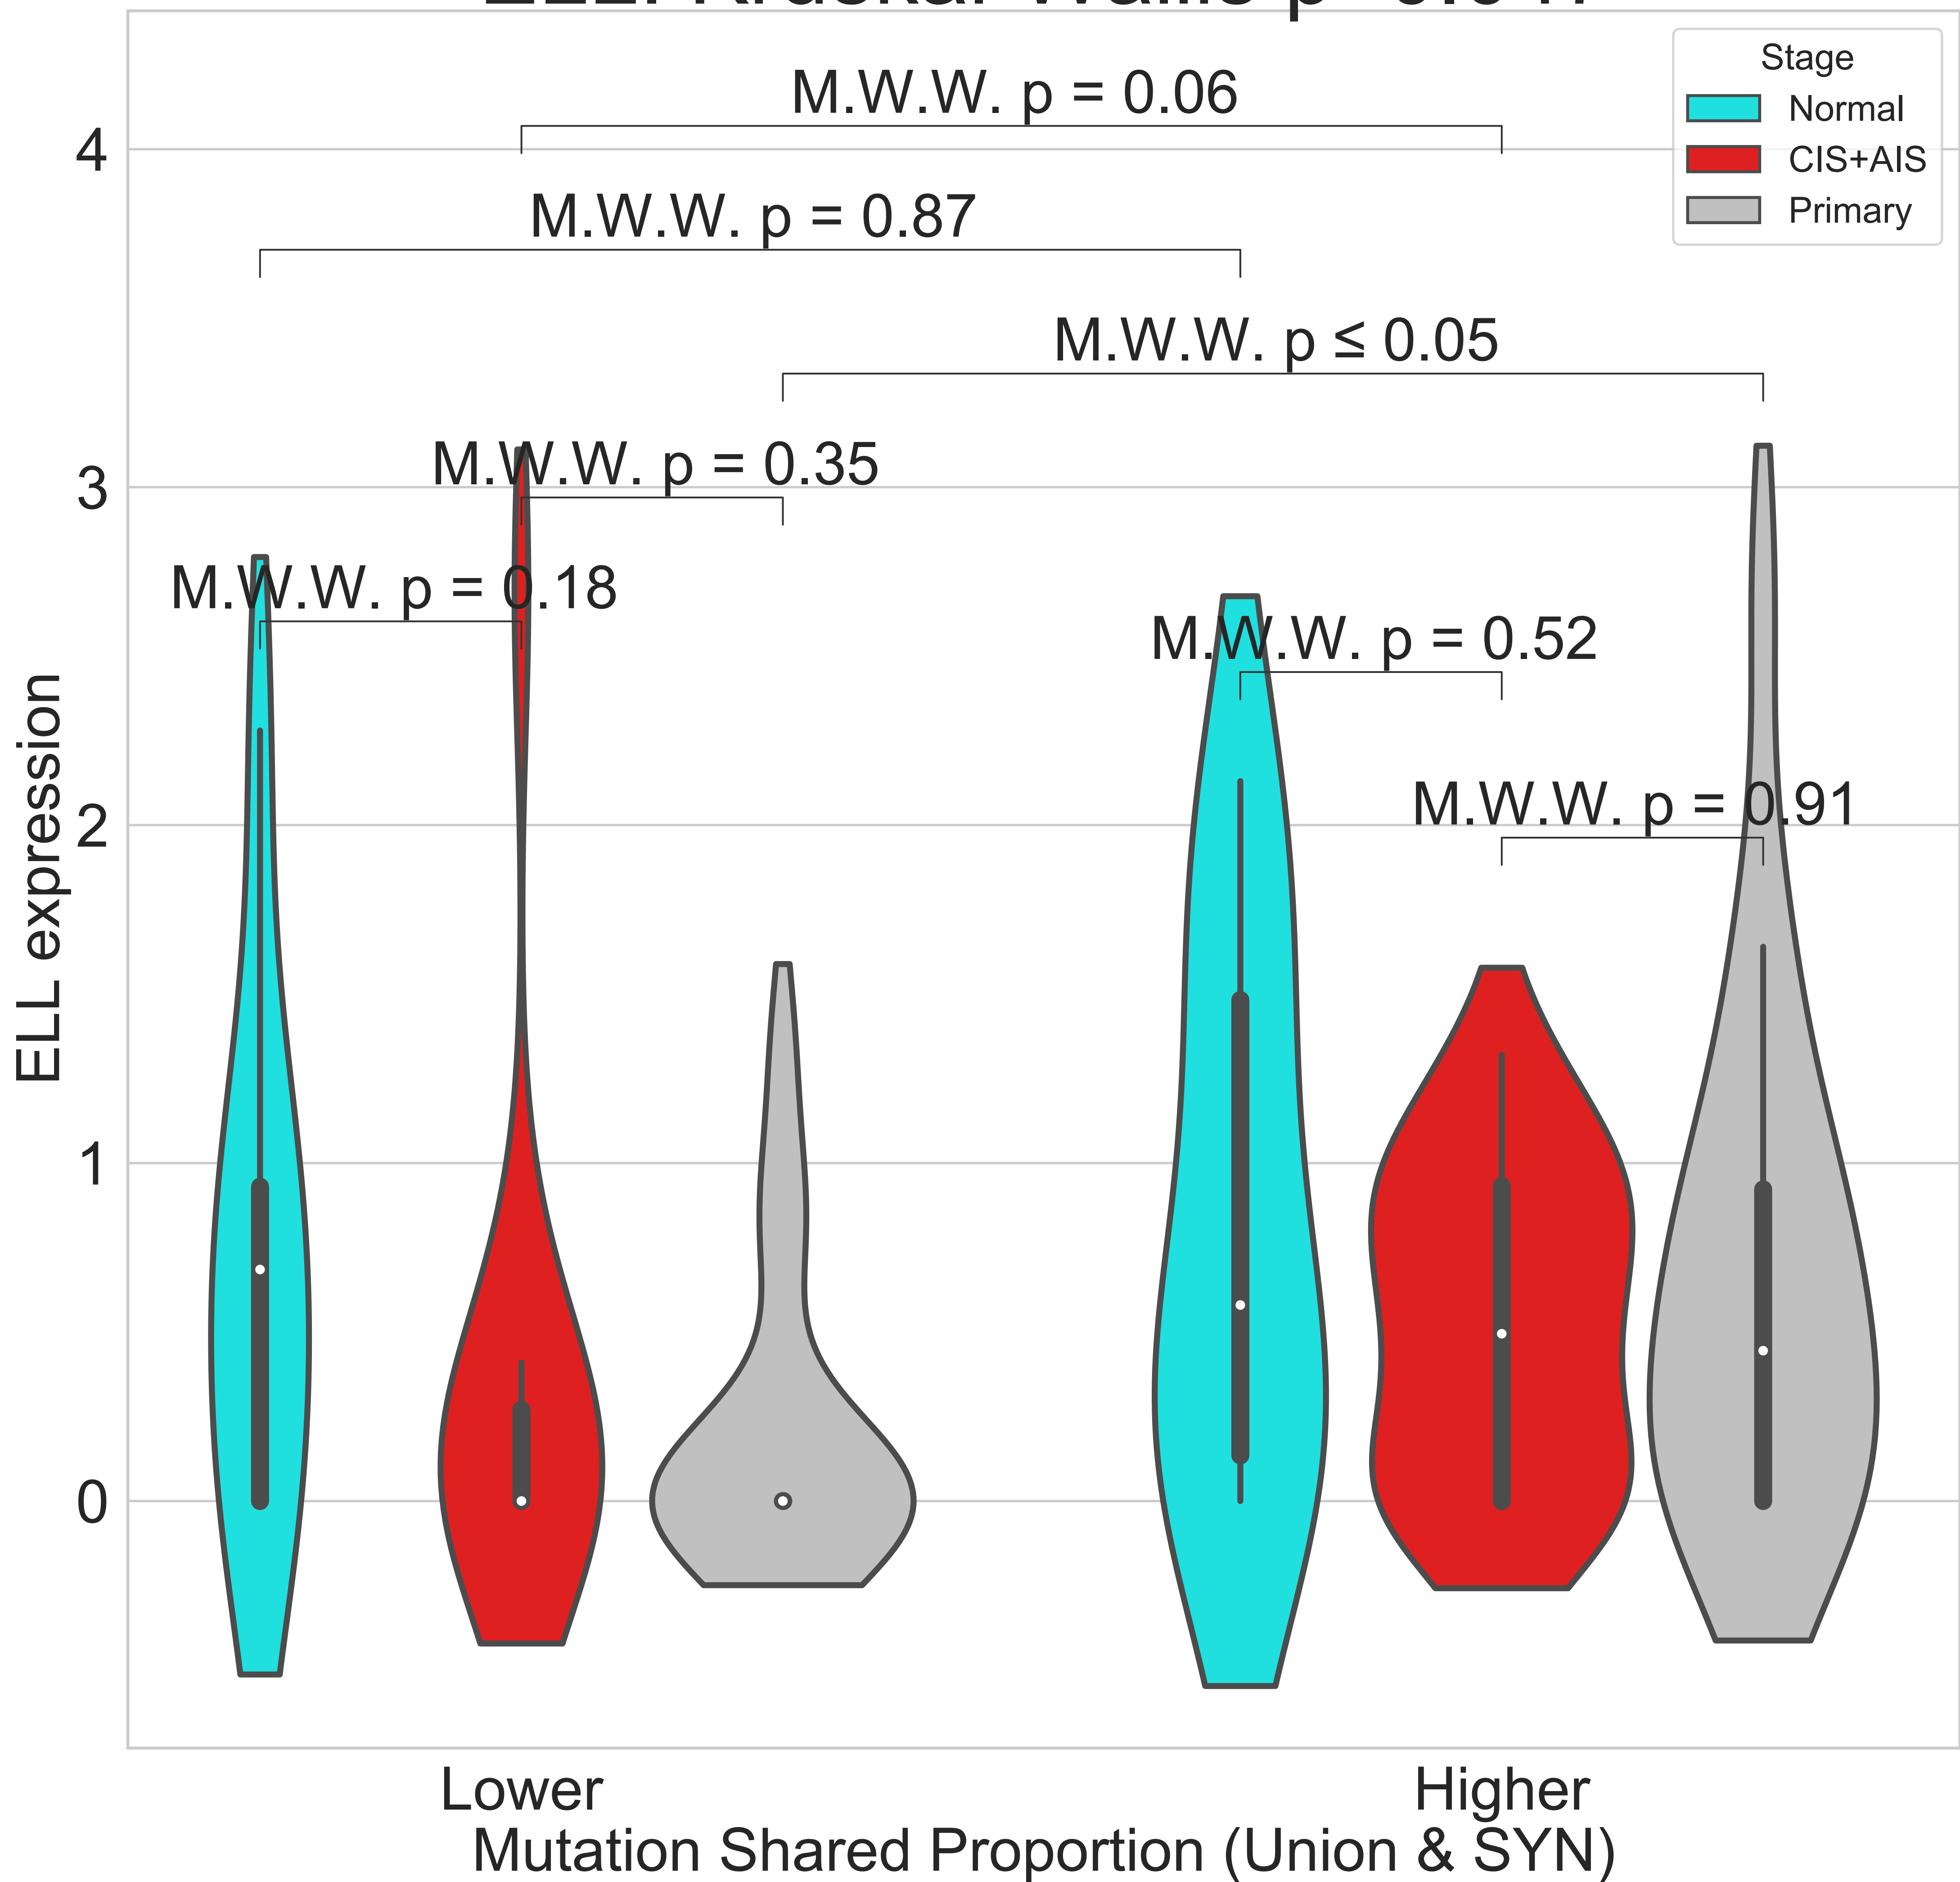 M.W.W. p = 0.06
M.W.W. p = 0.87
M.W.W. p ≤ 0.05
M.W.W. p = 0.35
M.W.W. p = 0.18
M.W.W. p = 0.52
M.W.W. p = 0.91
Stage
Normal
CIS+AIS
Primary
4
3
2
1
0
ELL expression
Lower
Higher
Mutation Shared Proportion (Union & SYN)